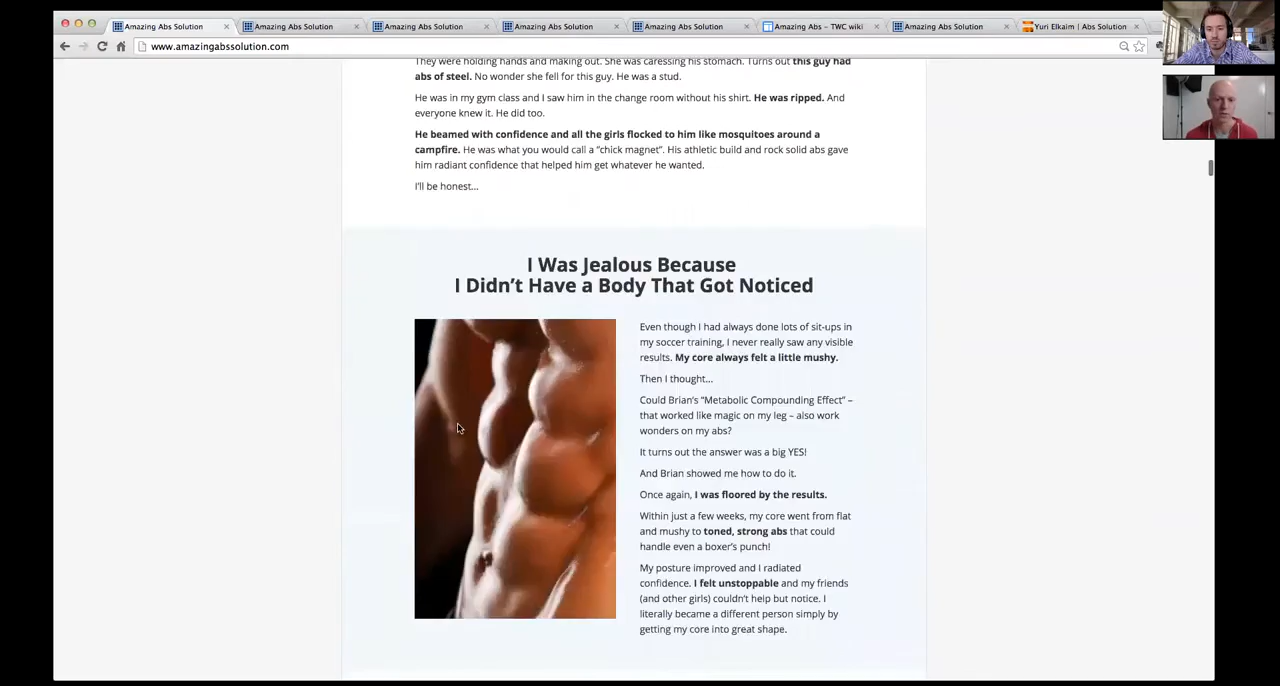 Amazing Abs Solution
Amazing Abs Solution
Amazing Abs Solution
Amazing Abs Solution
Amazing Abs Solution
Amazing Abs – TWC wiki
Amazing Abs Solution
Yuri Elkaim | Abs Solution
www.amazingabssolution.com
They were holding hands and making out. She was caressing his stomach. Turns out this guy had
abs of steel. No wonder she fell for this guy. He was a stud.
He was in my gym class and I saw him in the change room without his shirt. He was ripped. And
everyone knew it. He did too.
He beamed with confidence and all the girls flocked to him like mosquitoes around a
campfire. He was what you would call a “chick magnet”. His athletic build and rock solid abs gave
him radiant confidence that helped him get whatever he wanted.
I’ll be honest...
I Was Jealous Because
I Didn’t Have a Body That Got Noticed
Even though I had always done lots of sit-ups in
my soccer training, I never really saw any visible
results. My core always felt a little mushy.
Then I thought...
Could Brian’s “Metabolic Compounding Effect” –
that worked like magic on my leg – also work
wonders on my abs?
It turns out the answer was a big YES!
And Brian showed me how to do it.
Once again, I was floored by the results.
Within just a few weeks, my core went from flat
and mushy to toned, strong abs that could
handle even a boxer’s punch!
My posture improved and I radiated
confidence. I felt unstoppable and my friends
(and other girls) couldn’t help but notice. I
literally became a different person simply by
getting my core into great shape.